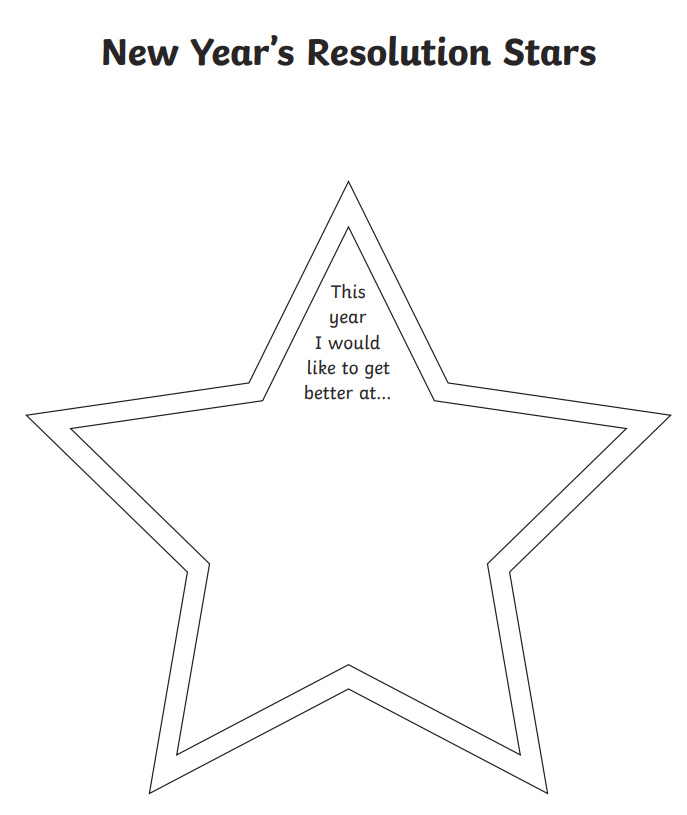 New Year’s Resolution Stars
This
year
I would
like to get
better at...